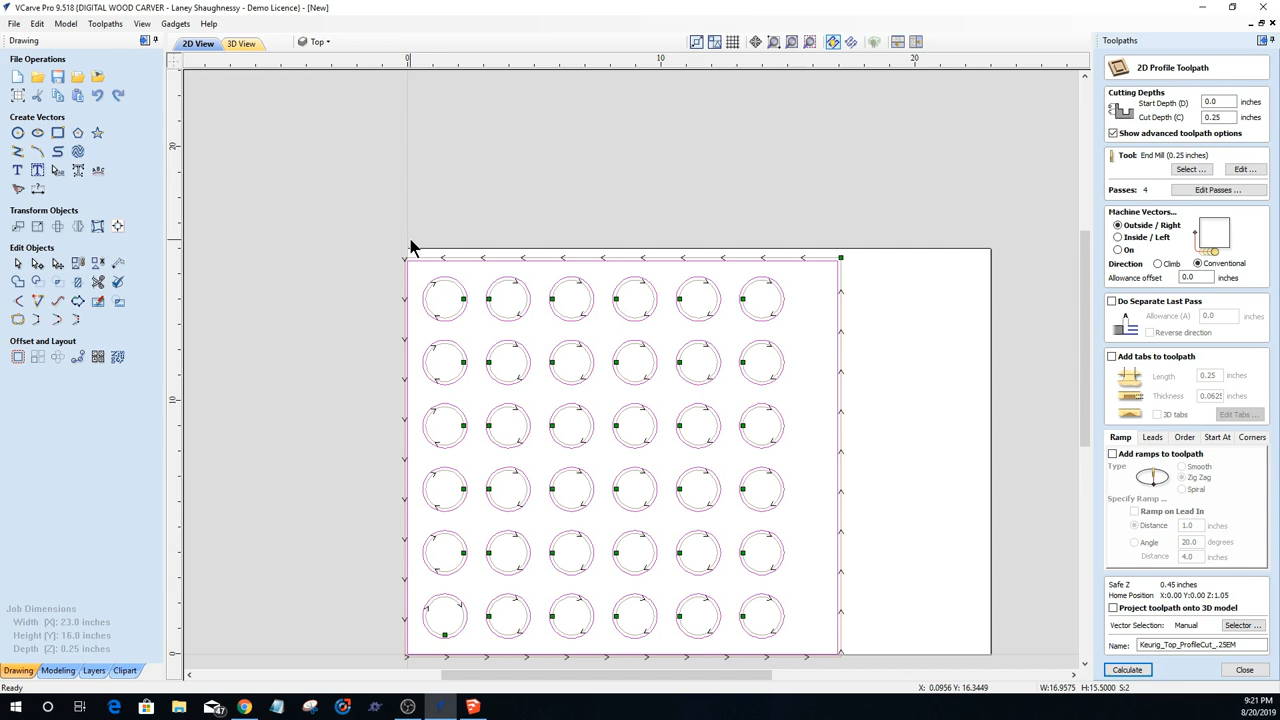 VCarve Pro 9.518 {DIGITAL WOOD CARVER - Laney Shaughnessy - Demo Licence} - [New]
File Edit Model Toolpaths View Gadgets Help
Drawing
File Operations
Create Vectors
Transform Objects
Edit Objects
Offset and Layout
Job Dimensions
Width (X): 23.0 inches
Height (Y): 16.0 inches
Depth (Z): 0.25 inches
Drawing Modeling Layers Clipart
Ready
2D View 3D View Top
0 10 20
20
10
0
X: 0.0956 Y: 16.3449 W:16.9575 H:15.5000 S:2
Toolpaths
2D Profile Toolpath
Cutting Depths
Start Depth (D) 0.0 inches
Cut Depth (C) 0.25 inches
Show advanced toolpath options
Tool: End Mill (0.25 inches)
Select ... Edit ...
Passes: 4 Edit Passes ...
Machine Vectors...
Outside / Right
Inside / Left
On
Direction Climb Conventional
Allowance offset 0.0 inches
Do Separate Last Pass
Allowance (A) 0.0 inches
Reverse direction
Add tabs to toolpath
Length 0.25 inches
Thickness 0.0625 inches
3D tabs Edit Tabs ...
Ramp Leads Order Start At Corners
Add ramps to toolpath
Type Smooth
Zig Zag
Spiral
Specify Ramp ...
Ramp on Lead In
Distance 1.0 inches
Angle 20.0 degrees
Distance 4.0 inches
Safe Z 0.45 inches
Home Position X:0.00 Y:0.00 Z:1.05
Project toolpath onto 3D model
Vector Selection: Manual Selector ...
Name: Keurig_Top_ProfileCut_.25EM
Calculate Close
47
9:21 PM
8/20/2019